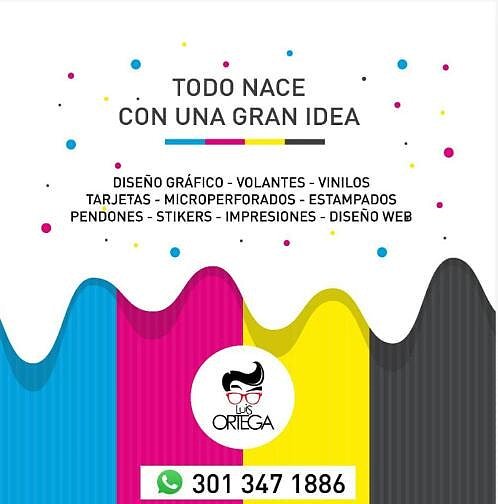 TODO NACE
CON UNA GRAN IDEA
DISEÑO GRÁFICO - VOLANTES - VINILOS
TARJETAS - MICROPERFORADOS - ESTAMPADOS
PENDONES - STIKERS - IMPRESIONES - DISEÑO WEB
LUIS
ORTEGA
301 347 1886